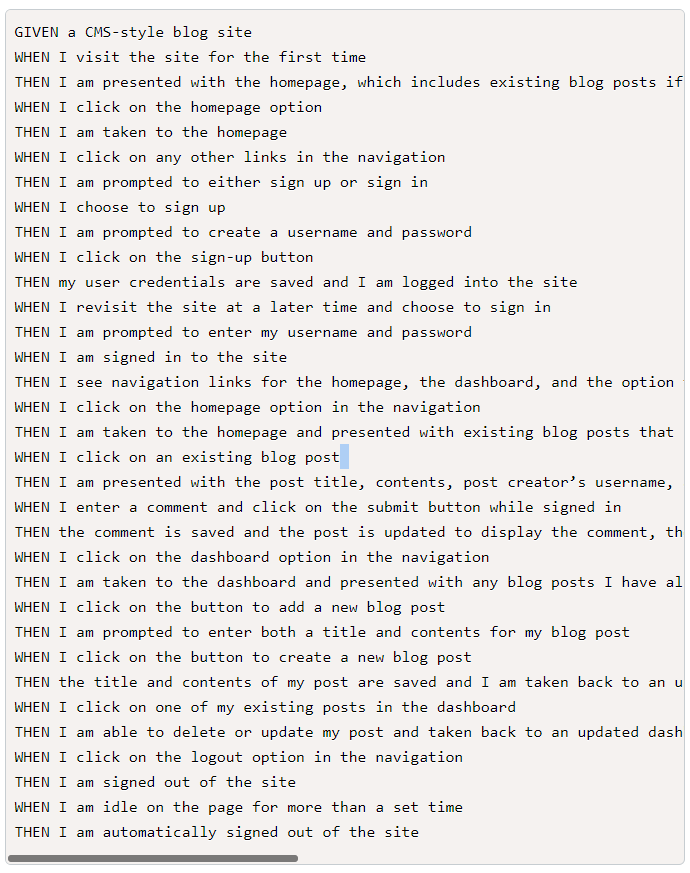 GIVEN a CMS-style blog site
WHEN I visit the site for the first time
THEN I am presented with the homepage, which includes existing blog posts if
WHEN I click on the homepage option
THEN I am taken to the homepage
WHEN I click on any other links in the navigation
THEN I am prompted to either sign up or sign in
WHEN I choose to sign up
THEN I am prompted to create a username and password
WHEN I click on the sign-up button
THEN my user credentials are saved and I am logged into the site
WHEN I revisit the site at a later time and choose to sign in
THEN I am prompted to enter my username and password
WHEN I am signed in to the site
THEN I see navigation links for the homepage, the dashboard, and the option
WHEN I click on the homepage option in the navigation
THEN I am taken to the homepage and presented with existing blog posts that
WHEN I click on an existing blog post
THEN I am presented with the post title, contents, post creator’s username,
WHEN I enter a comment and click on the submit button while signed in
THEN the comment is saved and the post is updated to display the comment, th
WHEN I click on the dashboard option in the navigation
THEN I am taken to the dashboard and presented with any blog posts I have al
WHEN I click on the button to add a new blog post
THEN I am prompted to enter both a title and contents for my blog post
WHEN I click on the button to create a new blog post
THEN the title and contents of my post are saved and I am taken back to an u
WHEN I click on one of my existing posts in the dashboard
THEN I am able to delete or update my post and taken back to an updated dash
WHEN I click on the logout option in the navigation
THEN I am signed out of the site
WHEN I am idle on the page for more than a set time
THEN I am automatically signed out of the site